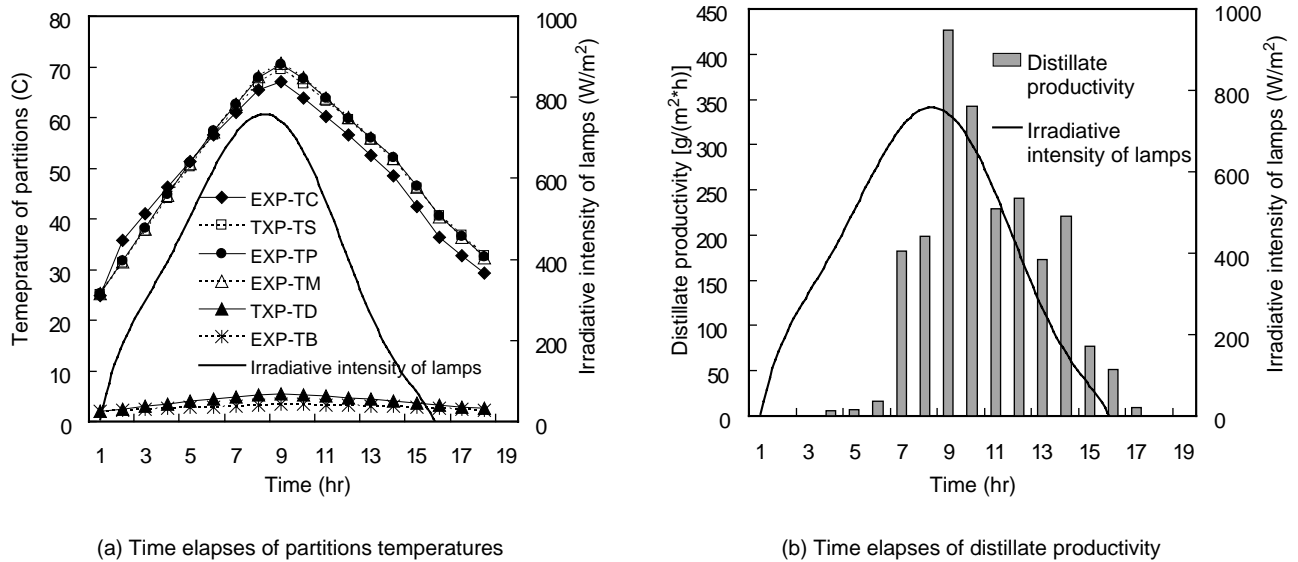 80
70
60
50
40
30
20
10
0
Temeprature of partitions (C)
1000
800
600
400
200
0
Irradiative intensity of lamps (W/m²)
EXP-TC
TXP-TS
EXP-TP
EXP-TM
TXP-TD
EXP-TB
Irradiative intensity of lamps
1 3 5 7 9 11 13 15 17 19
Time (hr)
(a) Time elapses of partitions temperatures
450
400
350
300
250
200
150
100
50
0
Distillate productivity [g/(m²*h)]
1000
800
600
400
200
0
Irradiative intensity of lamps (W/m²)
Distillate
productivity
Irradiative
intensity of lamps
1 3 5 7 9 11 13 15 17 19
Time (hr)
(b) Time elapses of distillate productivity